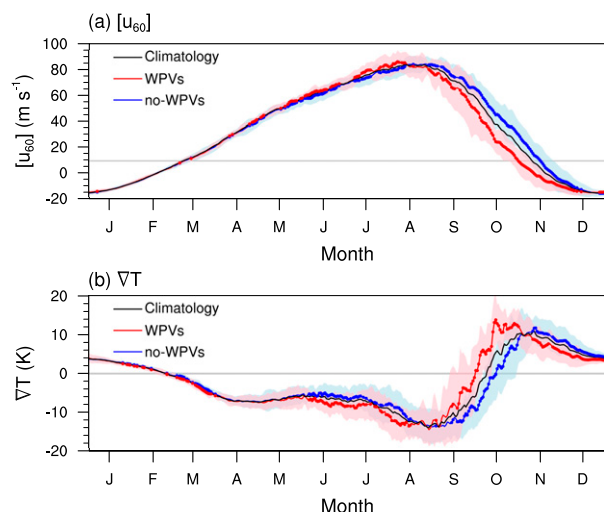 (a) [u60]
[u60] (m s-1)
100
80
60
40
20
0
-20
Climatology
WPVs
no-WPVs
J F M A M J J A S O N D
Month
(b) ∇T
∇T (K)
20
10
0
-10
-20
Climatology
WPVs
no-WPVs
J F M A M J J A S O N D
Month